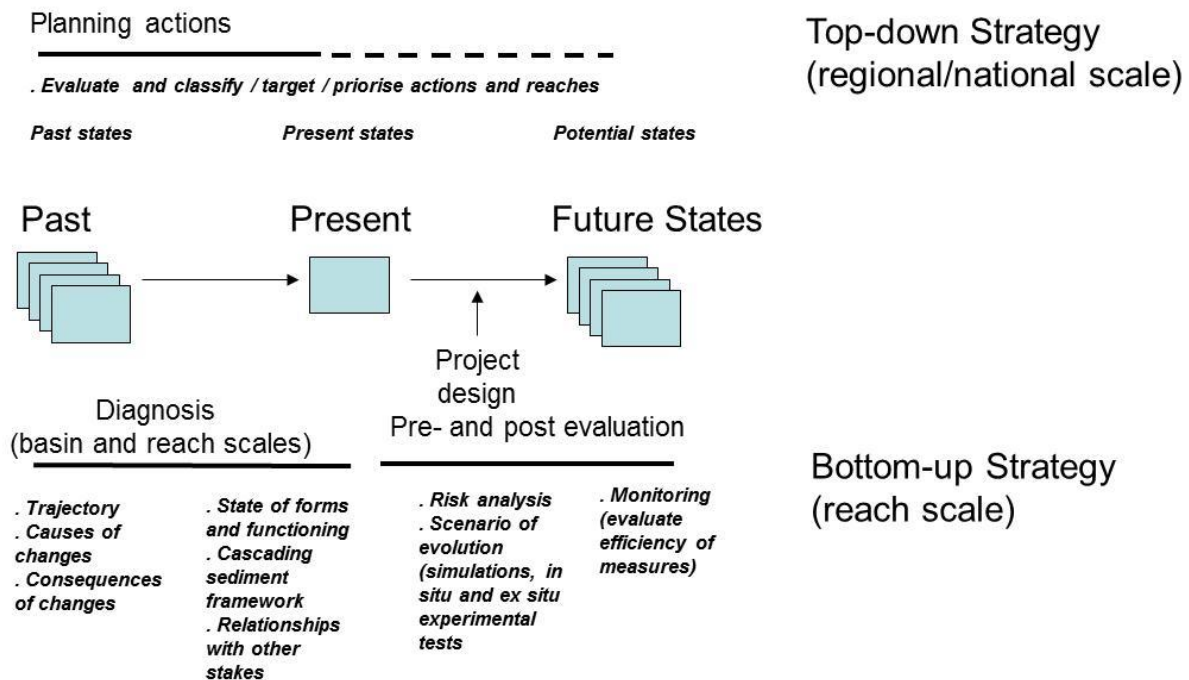 Planning actions
Top-down Strategy
(regional/national scale)
. Evaluate and classify / target / priorise actions and reaches
Past states
Present states
Potential states
Past
Present
Future States
Project
design
Pre- and post evaluation
Diagnosis
(basin and reach scales)
Bottom-up Strategy
(reach scale)
. Trajectory
. Causes of
changes
. Consequences
of changes
. State of forms
and functioning
. Cascading
sediment
framework
. Relationships
with other
stakes
. Risk analysis
. Scenario of
evolution
(simulations, in
situ and ex situ
experimental
tests
. Monitoring
(evaluate
efficiency of
measures)